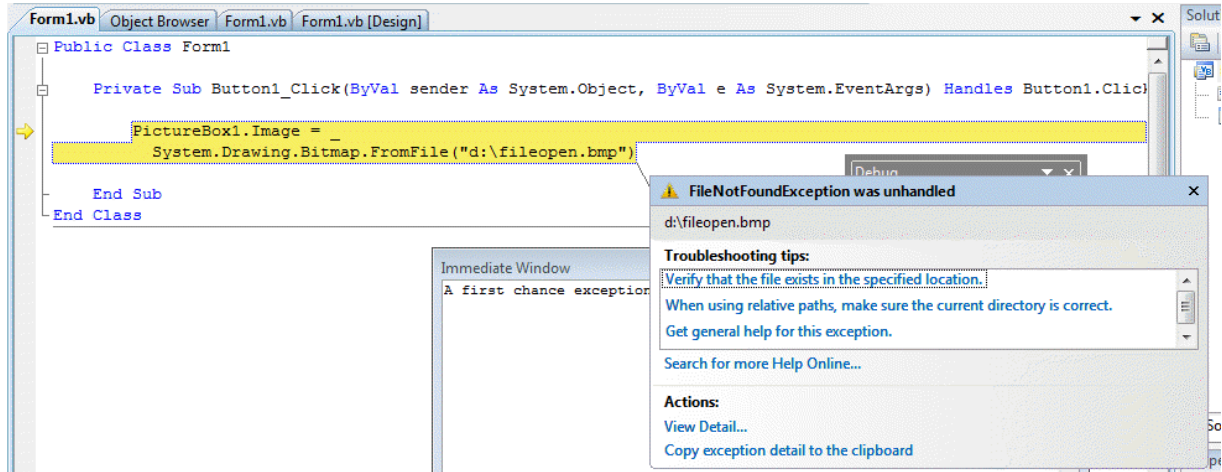 Form1.vb Object Browser Form1.vb Form1.vb [Design]
Public Class Form1
Private Sub Button1_Click(ByVal sender As System.Object, ByVal e As System.EventArgs) Handles Button1.Click
PictureBox1.Image = _
System.Drawing.Bitmap.FromFile("d:\fileopen.bmp")
End Sub
End Class
Debug
FileNotFoundException was unhandled
d:\fileopen.bmp
Troubleshooting tips:
Verify that the file exists in the specified location.
When using relative paths, make sure the current directory is correct.
Get general help for this exception.
Search for more Help Online...
Actions:
View Detail...
Copy exception detail to the clipboard
Immediate Window
A first chance exception
Solut